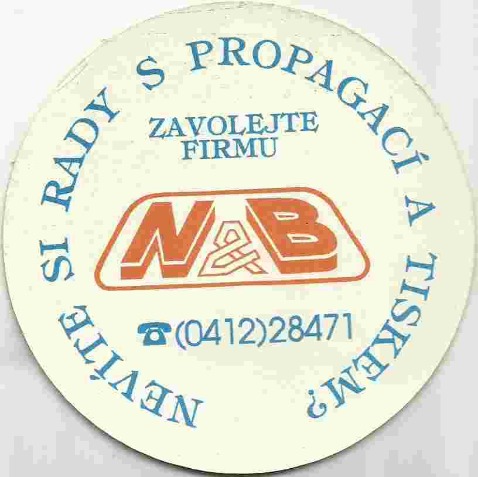 NEVÍTE SI RADY S PROPAGACÍ A TISKEM?
ZAVOLEJTE
FIRMU
N&B
☎(0412)28471